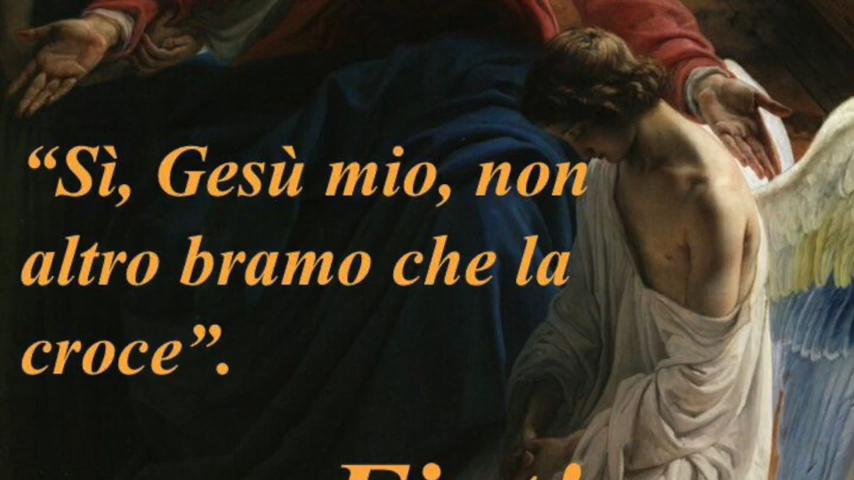 “Sì, Gesù mio, non
altro bramo che la
croce”.